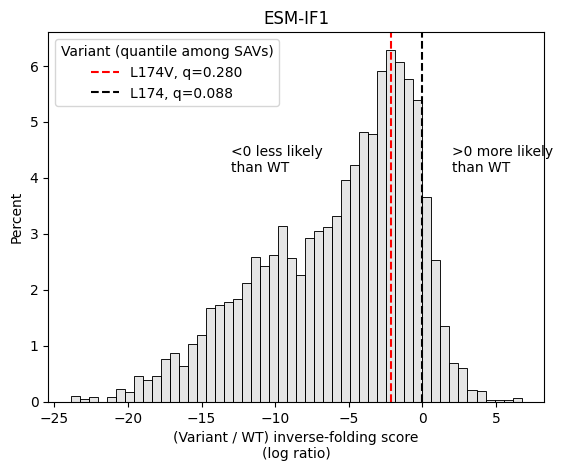 ESM-IF1
Variant (quantile among SAVs)
L174V, q=0.280
L174, q=0.088
<0 less likely
than WT
>0 more likely
than WT
Percent
6
5
4
3
2
1
0
−25
−20
−15
−10
−5
0
5
(Variant / WT) inverse-folding score
(log ratio)